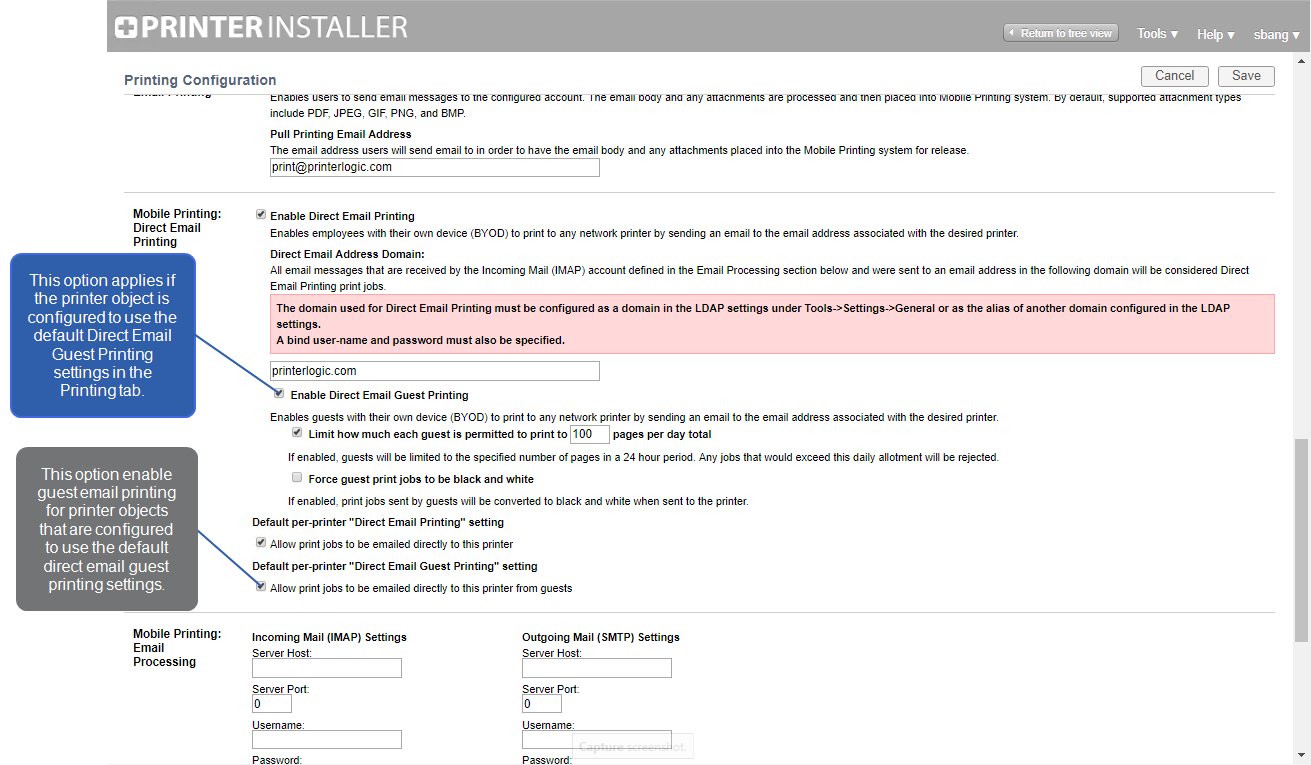 PRINTERINSTALLER
Return to tree view
Tools ▾
Help ▾
sbang ▾
Printing Configuration
Cancel
Save
Email Printing
Enables users to send email messages to the configured account. The email body and any attachments are processed and then placed into Mobile Printing system. By default, supported attachment types
include PDF, JPEG, GIF, PNG, and BMP.
Pull Printing Email Address
The email address users will send email to in order to have the email body and any attachments placed into the Mobile Printing system for release.
print@printerlogic.com
Mobile Printing:
Direct Email
Printing
Enable Direct Email Printing
Enables employees with their own device (BYOD) to print to any network printer by sending an email to the email address associated with the desired printer.
Direct Email Address Domain:
All email messages that are received by the Incoming Mail (IMAP) account defined in the Email Processing section below and were sent to an email address in the following domain will be considered Direct
Email Printing print jobs.
The domain used for Direct Email Printing must be configured as a domain in the LDAP settings under Tools->Settings->General or as the alias of another domain configured in the LDAP
settings.
A bind user-name and password must also be specified.
printerlogic.com
This option applies if
the printer object is
configured to use the
default Direct Email
Guest Printing
settings in the
Printing tab.
Enable Direct Email Guest Printing
Enables guests with their own device (BYOD) to print to any network printer by sending an email to the email address associated with the desired printer.
Limit how much each guest is permitted to print to 100 pages per day total
If enabled, guests will be limited to the specified number of pages in a 24 hour period. Any jobs that would exceed this daily allotment will be rejected.
Force guest print jobs to be black and white
If enabled, print jobs sent by guests will be converted to black and white when sent to the printer.
This option enable
guest email printing
for printer objects
that are configured
to use the default
direct email guest
printing settings.
Default per-printer "Direct Email Printing" setting
Allow print jobs to be emailed directly to this printer
Default per-printer "Direct Email Guest Printing" setting
Allow print jobs to be emailed directly to this printer from guests
Mobile Printing:
Email
Processing
Incoming Mail (IMAP) Settings
Server Host:
Server Port:
0
Username:
Password:
Outgoing Mail (SMTP) Settings
Server Host:
Server Port:
0
Username:
Capture screenshot.
Password: